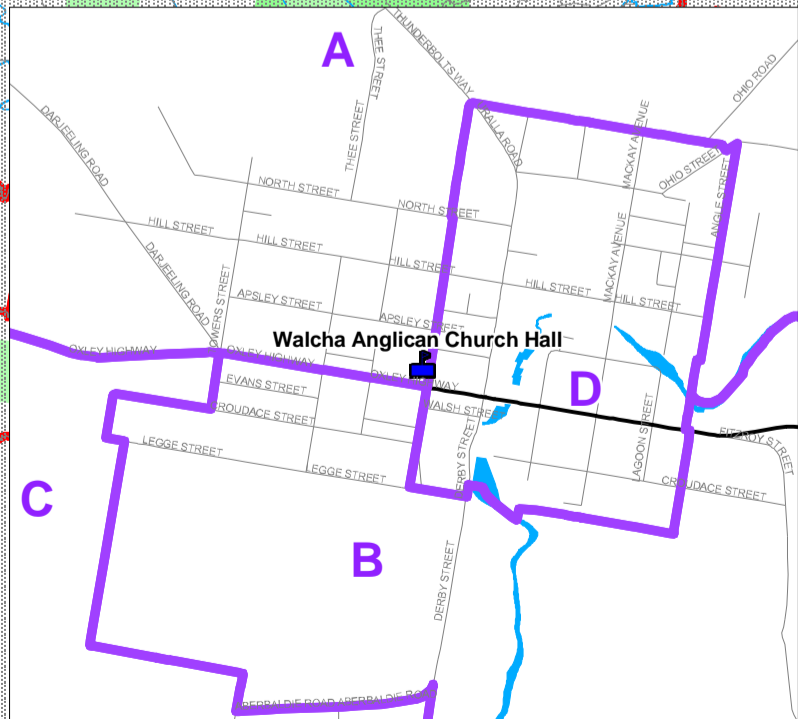 A
THUNDERBOLTS WAY
THEE STREET
OHIO ROAD
DARJEELING ROAD
THEE STREET
MACKAY AVENUE
OHIO STREET
NORTH STREET
NORTH STREET
ANGLE STREET
HILL STREET
HILL STREET
HILL STREET
MACKAY AVENUE
DARJEELING ROAD
HILL STREET
HILL STREET
APSLEY STREET
APSLEY STREET
Walcha Anglican Church Hall
OXLEY HIGHWAY
OXLEY HIGHWAY
EVANS STREET
D
CROUDACE STREET
WALSH STREET
LAGOON STREET
FITZROY STREET
LEGGE STREET
LEGGE STREET
DERBY STREET
CROUDACE STREET
C
B
DERBY STREET
ABERBALDIE ROAD ABERBALDIE ROAD